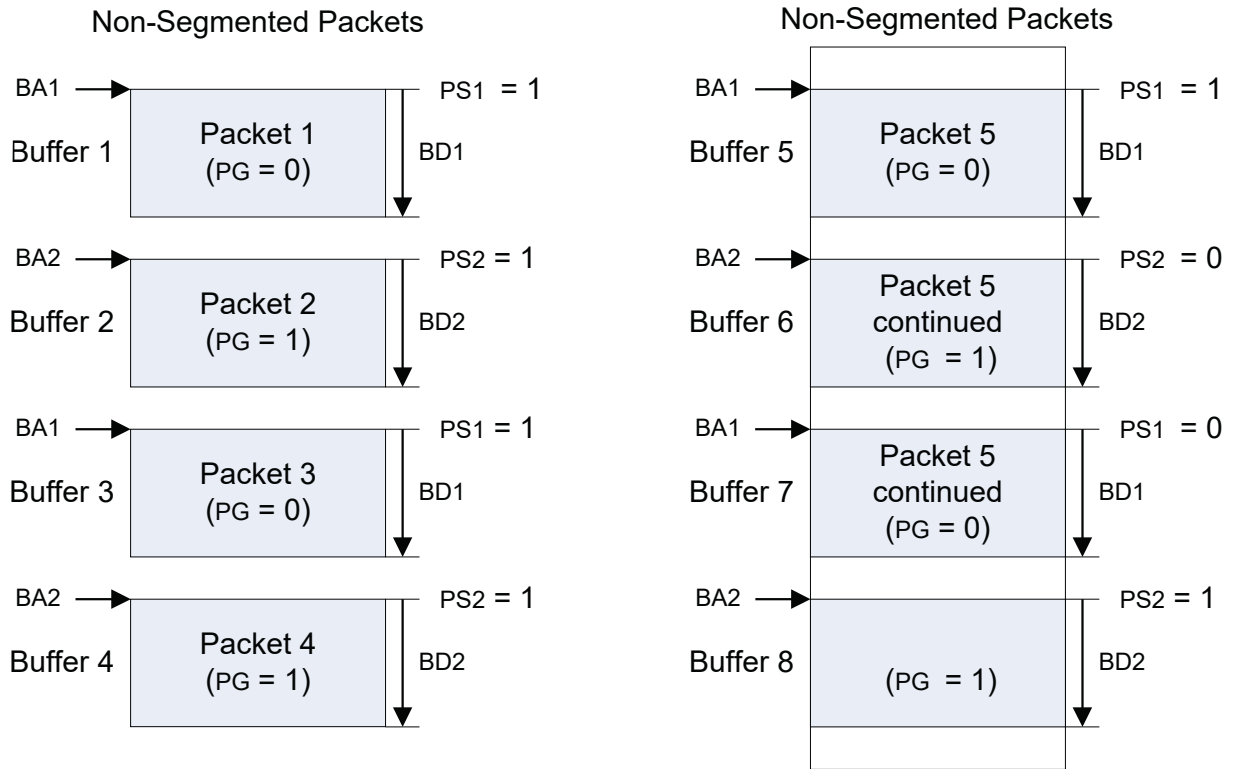 Non-Segmented Packets
BA1
PS1 = 1
Buffer 1
Packet 1
(PG = 0)
BD1
BA2
PS2 = 1
Buffer 2
Packet 2
(PG = 1)
BD2
BA1
PS1 = 1
Buffer 3
Packet 3
(PG = 0)
BD1
BA2
PS2 = 1
Buffer 4
Packet 4
(PG = 1)
BD2
Non-Segmented Packets
BA1
PS1 = 1
Buffer 5
Packet 5
(PG = 0)
BD1
BA2
PS2 = 0
Buffer 6
Packet 5
continued
(PG = 1)
BD2
BA1
PS1 = 0
Buffer 7
Packet 5
continued
(PG = 0)
BD1
BA2
PS2 = 1
Buffer 8
(PG = 1)
BD2